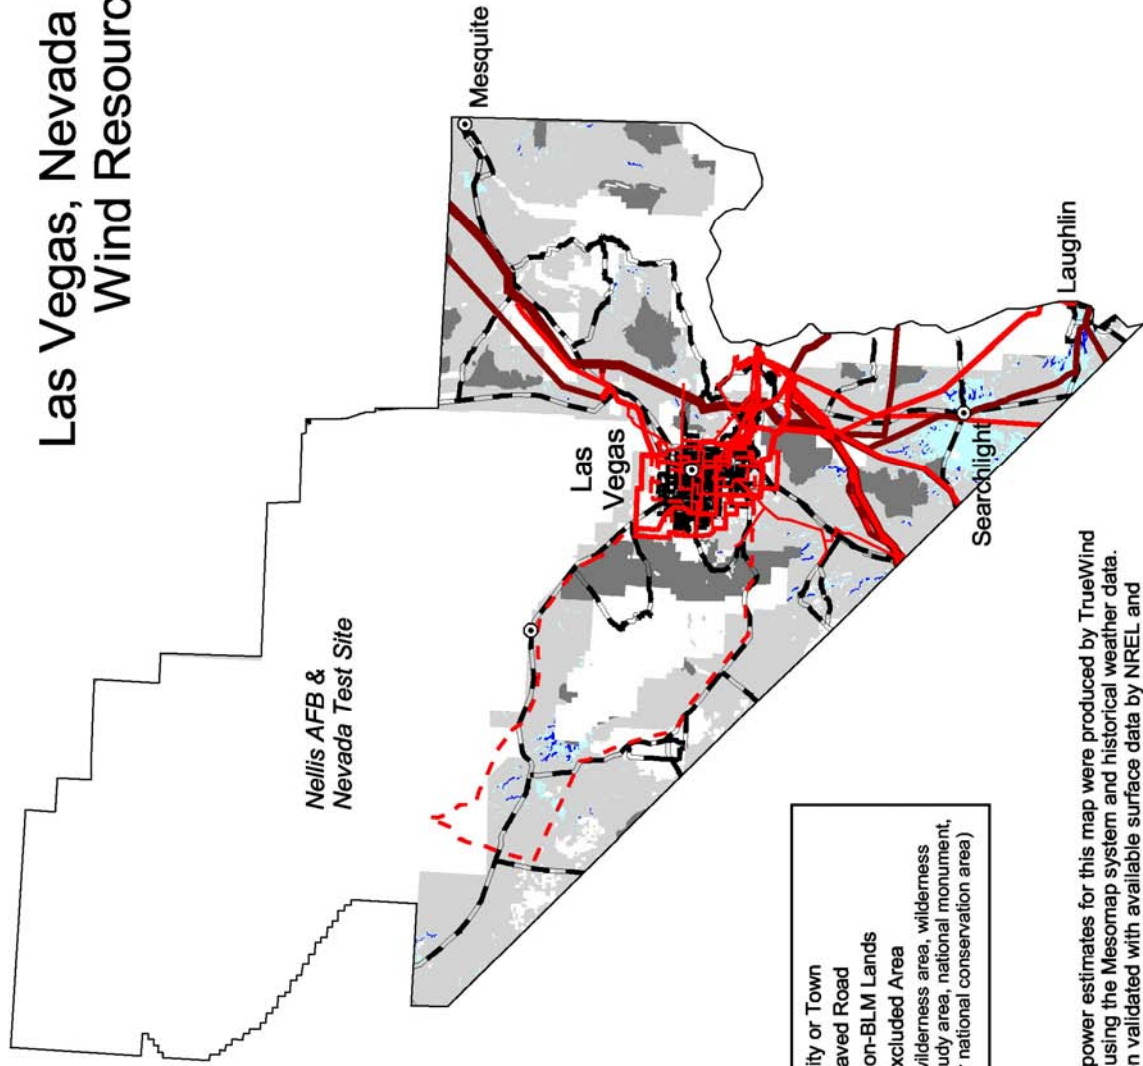 Las Vegas, Nevada
Wind Resourc
Mesquite
Las
Vegas
Nellis AFB &
Nevada Test Site
Laughlin
Searchlight
ity or Town
aved Road
on-BLM Lands
xcluded Area
vilderness area, wilderness
udy area, national monument,
r national conservation area)
power estimates for this map were produced by TrueWind
using the Mesomap system and historical weather data.
n validated with available surface data by NREL and